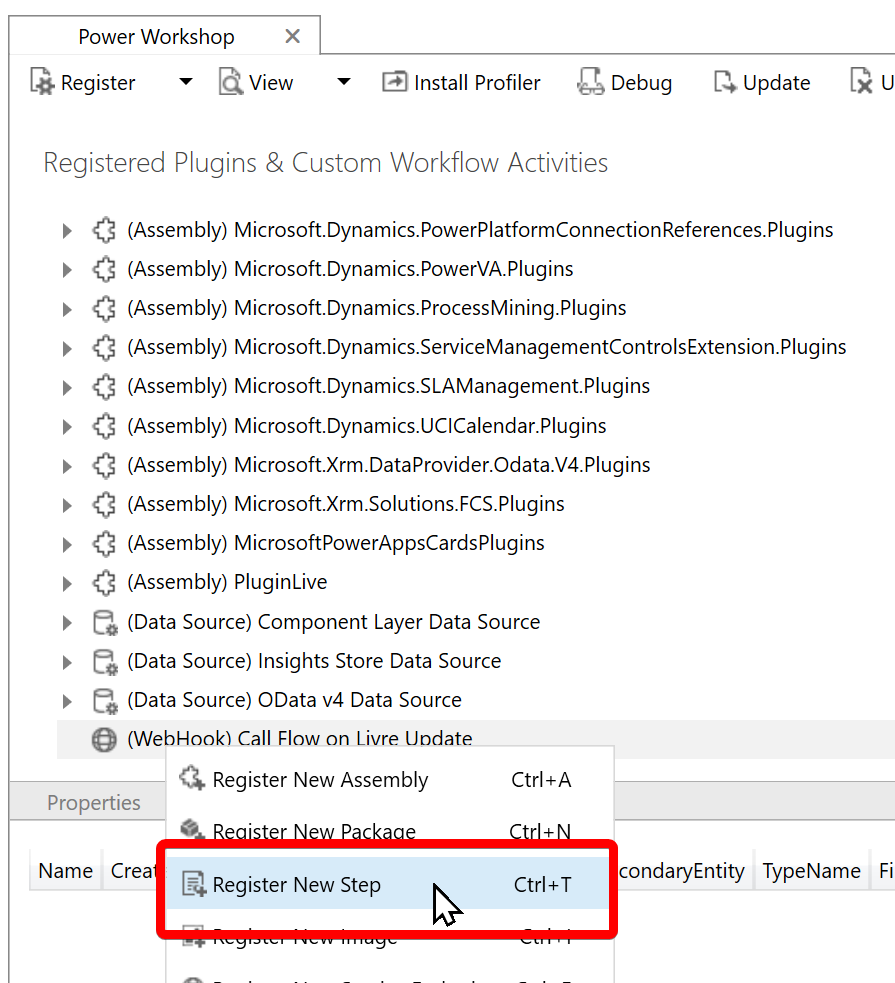 Power Workshop
Register View Install Profiler Debug Update U
Registered Plugins & Custom Workflow Activities
(Assembly) Microsoft.Dynamics.PowerPlatformConnectionReferences.Plugins
(Assembly) Microsoft.Dynamics.PowerVA.Plugins
(Assembly) Microsoft.Dynamics.ProcessMining.Plugins
(Assembly) Microsoft.Dynamics.ServiceManagementControlsExtension.Plugins
(Assembly) Microsoft.Dynamics.SLAManagement.Plugins
(Assembly) Microsoft.Dynamics.UCICalendar.Plugins
(Assembly) Microsoft.Xrm.DataProvider.Odata.V4.Plugins
(Assembly) Microsoft.Xrm.Solutions.FCS.Plugins
(Assembly) MicrosoftPowerAppsCardsPlugins
(Assembly) PluginLive
(Data Source) Component Layer Data Source
(Data Source) Insights Store Data Source
(Data Source) OData v4 Data Source
(WebHook) Call Flow on Livre Update
Register New Assembly Ctrl+A
Properties
Register New Package Ctrl+N
Name Creat condaryEntity TypeName Fi
Register New Step Ctrl+T
Register New Image Ctrl+I